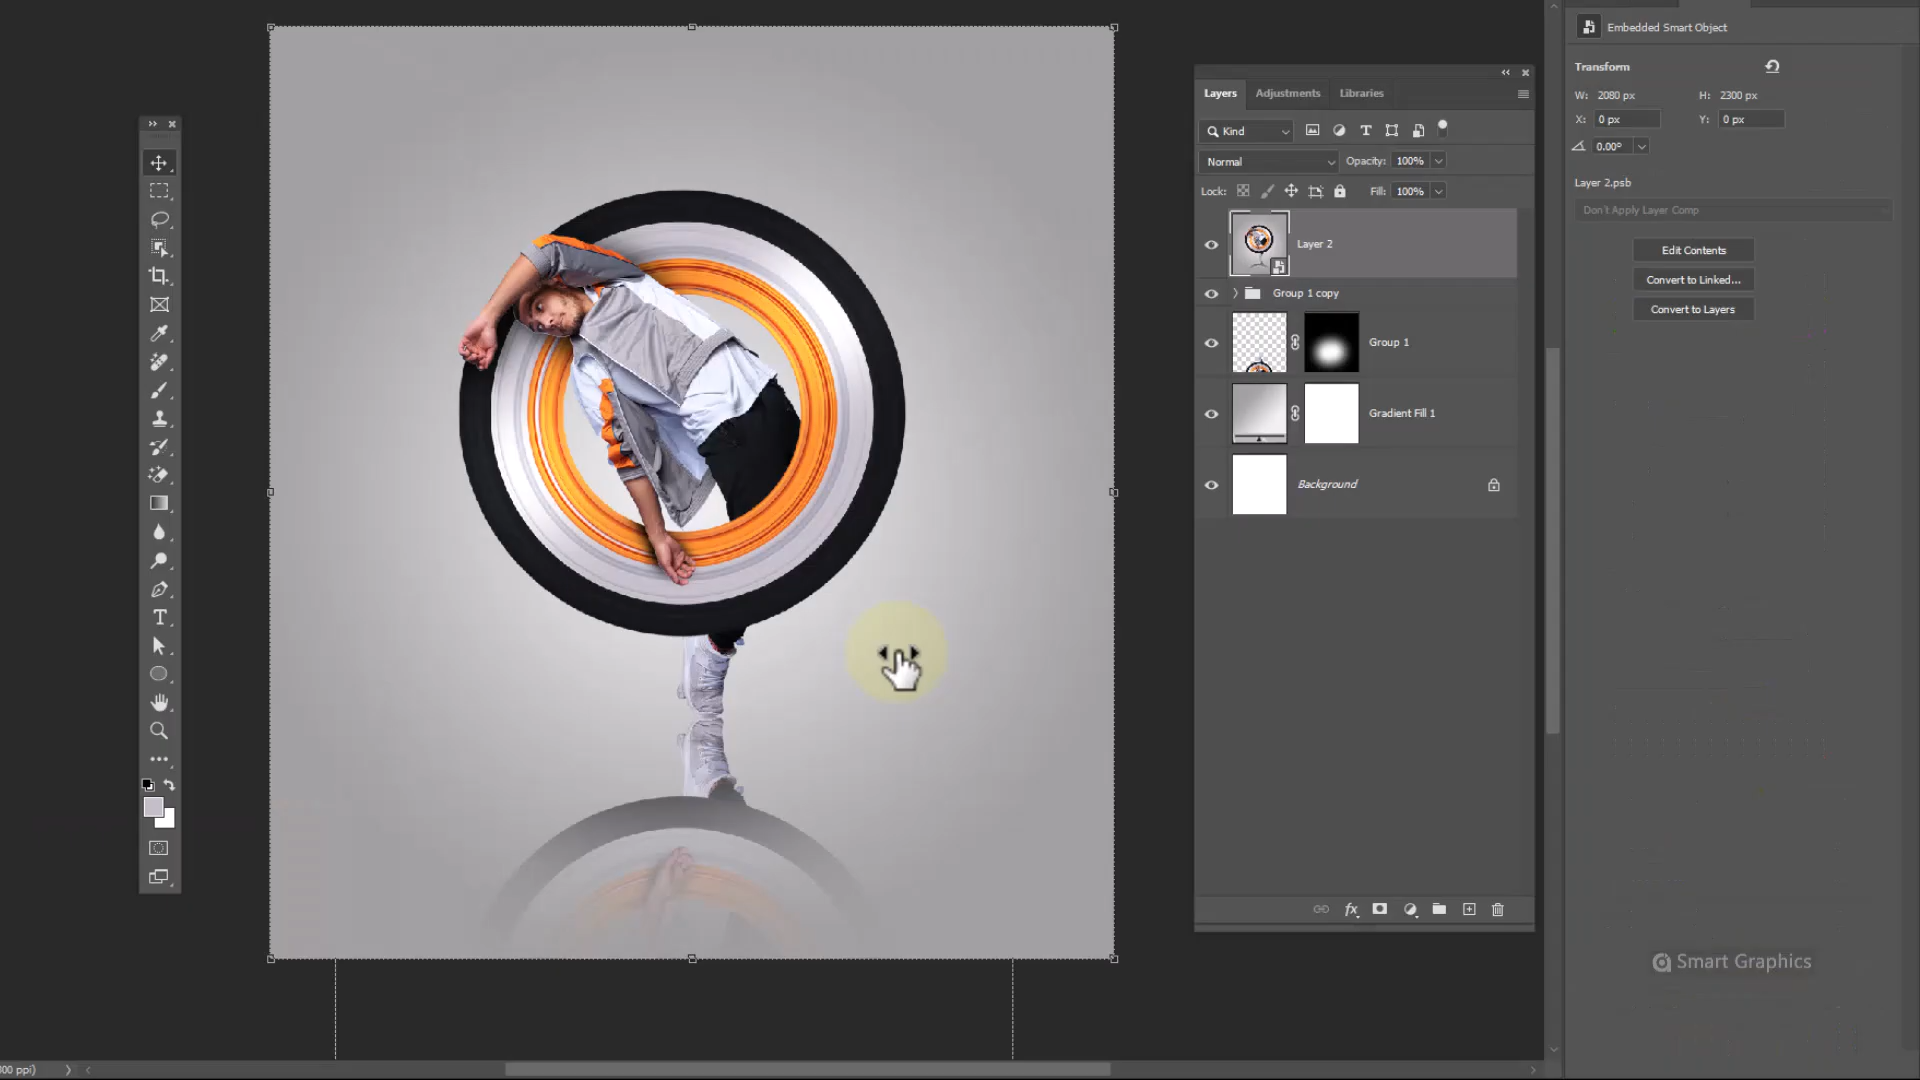 Embedded Smart Object
Transform
W: 2080 px H: 2300 px
X: 0 px Y: 0 px
0.00°
Layer 2.psb
Don't Apply Layer Comp
Edit Contents
Convert to Linked...
Convert to Layers
Layers Adjustments Libraries
Kind
Normal Opacity: 100%
Lock: Fill: 100%
Layer 2
Group 1 copy
Group 1
Gradient Fill 1
Background
Smart Graphics
00 ppi)